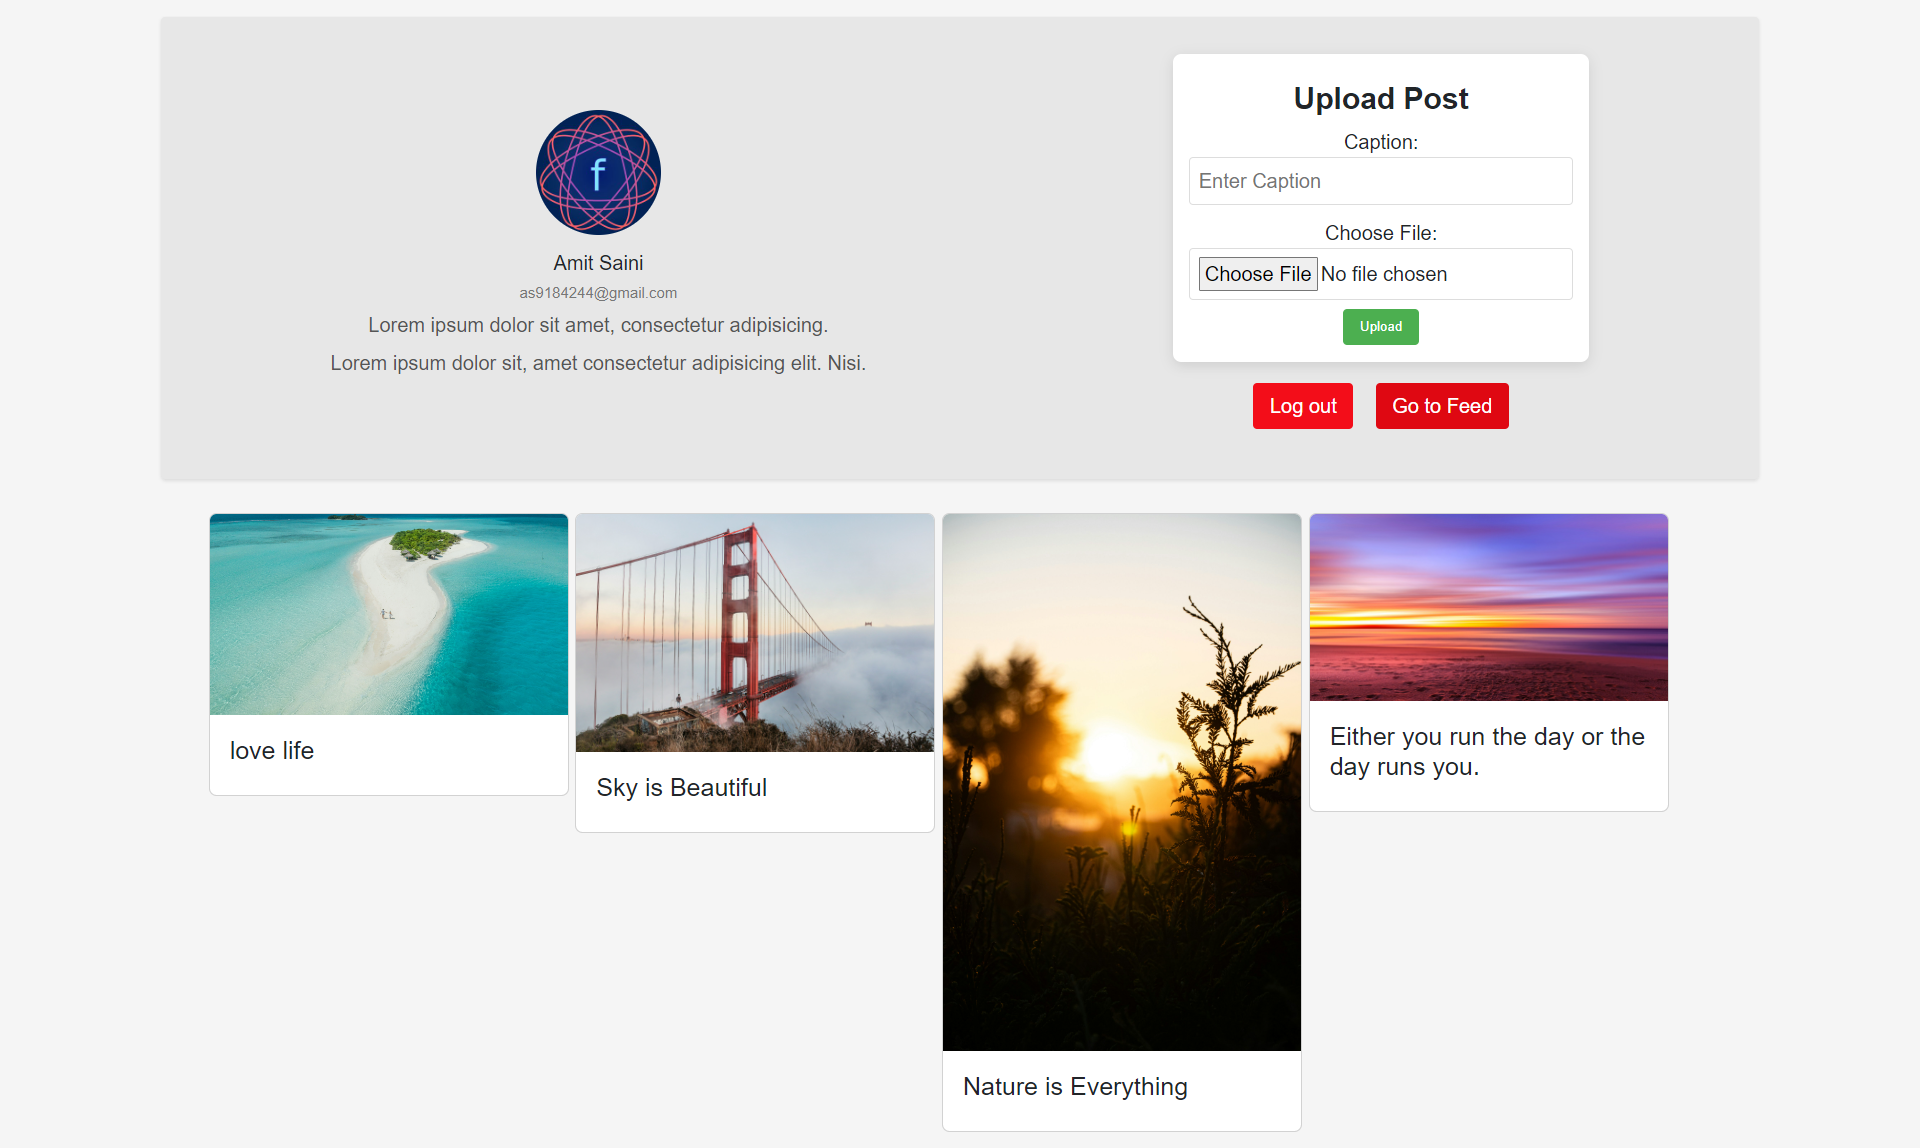 f
Amit Saini
as9184244@gmail.com
Lorem ipsum dolor sit amet, consectetur adipisicing.
Lorem ipsum dolor sit, amet consectetur adipisicing elit. Nisi.
Upload Post
Caption:
Enter Caption
Choose File:
Choose File No file chosen
Upload
Log out Go to Feed
love life
Sky is Beautiful
Nature is Everything
Either you run the day or the
day runs you.